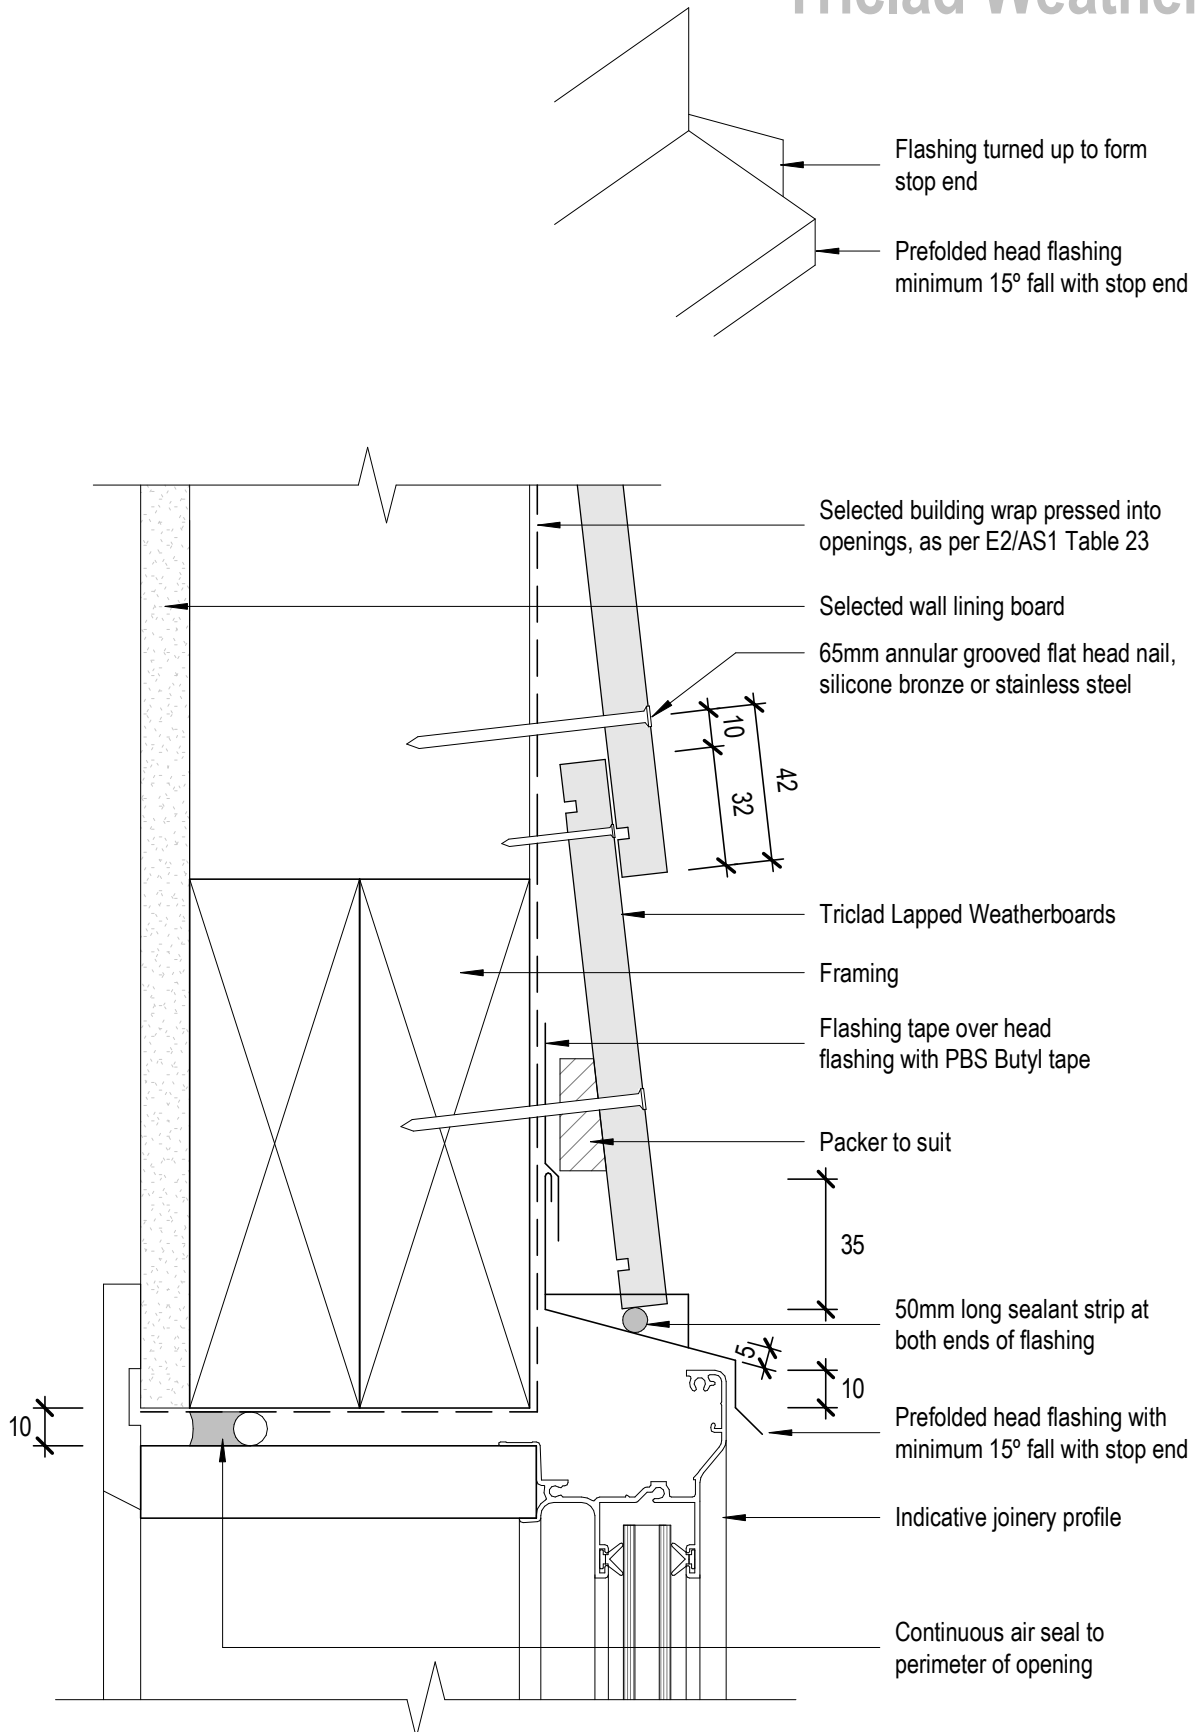 Triclad Weather
Flashing turned up to form
stop end
Prefolded head flashing
minimum 15º fall with stop end
Selected building wrap pressed into
openings, as per E2/AS1 Table 23
Selected wall lining board
65mm annular grooved flat head nail,
silicone bronze or stainless steel
10
42
32
Triclad Lapped Weatherboards
Framing
Flashing tape over head
flashing with PBS Butyl tape
Packer to suit
35
50mm long sealant strip at
both ends of flashing
5
10
10
Prefolded head flashing with
minimum 15º fall with stop end
Indicative joinery profile
Continuous air seal to
perimeter of opening